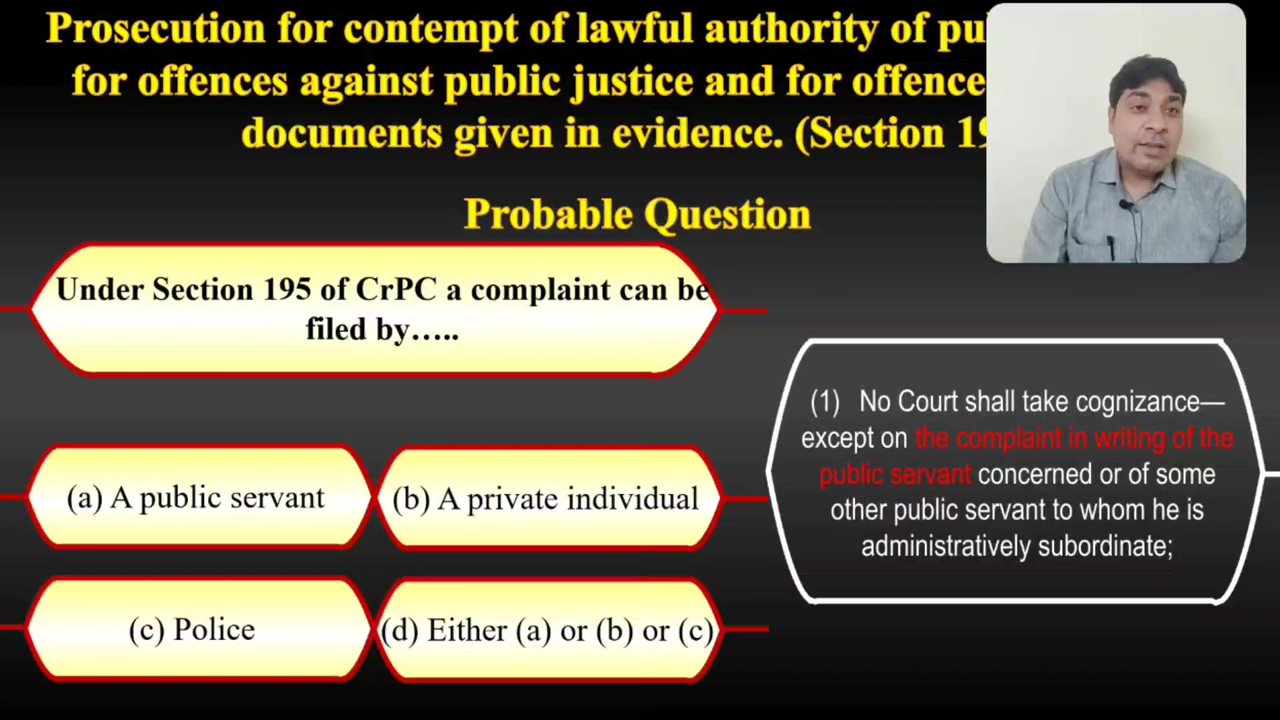 Prosecution for contempt of lawful authority of
for offences against public justice and for
documents given in evidence. (Section
Probable Question
Under Section 195 of CrPC a complaint can be
filed by…..
(a) A public servant
(b) A private individual
(c) Police
(d) Either (a) or (b) or (c)
(1) No Court shall take cognizance—
except on the complaint in writing of the
public servant concerned or of some
other public servant to whom he is
administratively subordinate;